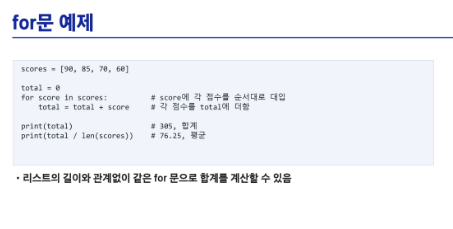 for문 예제
scores = [90, 85, 70, 60]
total = 0
for score in scores:          # score에 각 점수를 순서대로 대입
    total = total + score     # 각 점수를 total에 더함
print(total)                  # 305, 합계
print(total / len(scores))    # 76.25, 평균
• 리스트의 길이와 관계없이 같은 for 문으로 합계를 계산할 수 있음